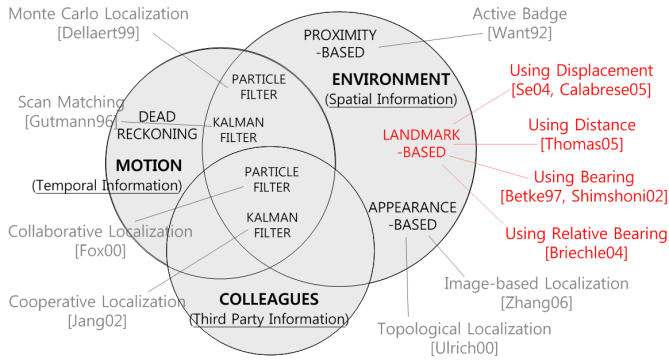 Monte Carlo Localization
[Dellaert99]
Active Badge
[Want92]
PROXIMITY
-BASED
PARTICLE
FILTER
ENVIRONMENT
(Spatial Information)
Using Displacement
[Se04, Calabrese05]
Scan Matching
[Gutmann96]
DEAD
RECKONING
KALMAN
FILTER
LANDMARK
-BASED
Using Distance
[Thomas05]
MOTION
(Temporal Information)
PARTICLE
FILTER
Using Bearing
[Betke97, Shimshoni02]
KALMAN
FILTER
APPEARANCE
-BASED
Using Relative Bearing
[Briechle04]
Collaborative Localization
[Fox00]
Image-based Localization
[Zhang06]
Cooperative Localization
[Jang02]
COLLEAGUES
(Third Party Information)
Topological Localization
[Ulrich00]